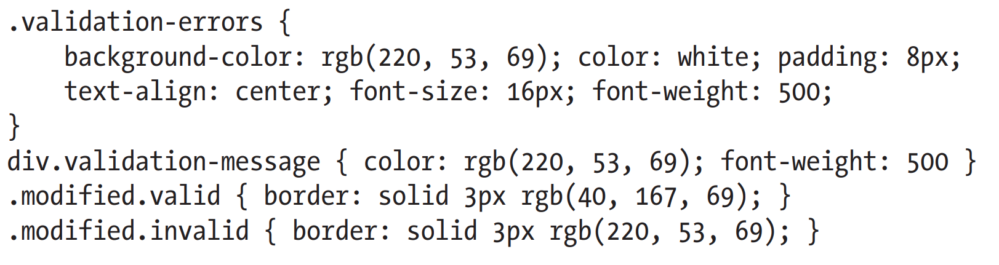 .validation-errors {
    background-color: rgb(220, 53, 69); color: white; padding: 8px;
    text-align: center; font-size: 16px; font-weight: 500;
}
div.validation-message { color: rgb(220, 53, 69); font-weight: 500 }
.modified.valid { border: solid 3px rgb(40, 167, 69); }
.modified.invalid { border: solid 3px rgb(220, 53, 69); }